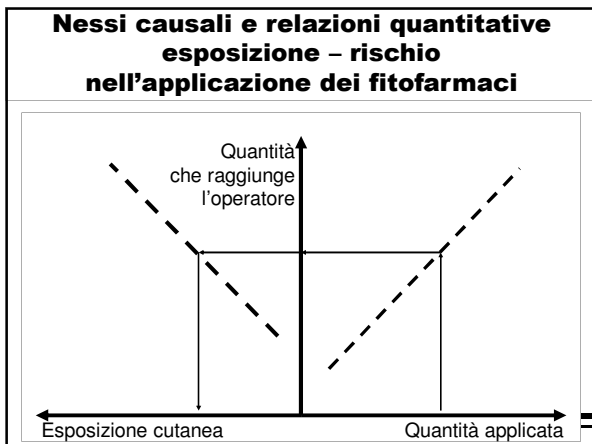 Nessi causali e relazioni quantitative
esposizione – rischio
nell'applicazione dei fitofarmaci
Quantità
che raggiunge
l'operatore
Esposizione cutanea
Quantità applicata